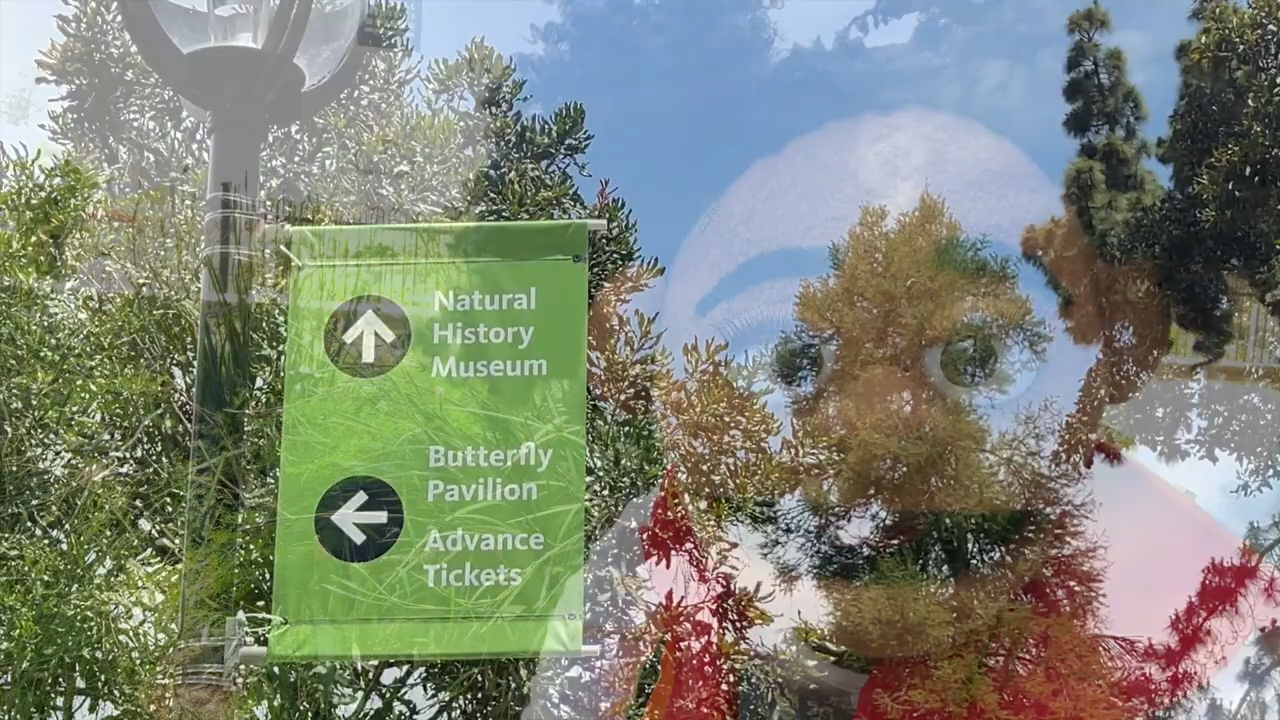 Natural
History
Museum
Butterfly
Pavilion
Advance
Tickets